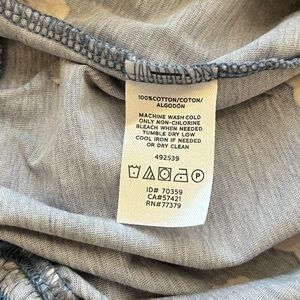 100%COTTON/COTON/
ALGODÓN
MACHINE WASH COLD
ONLY NON-CHLORINE
BLEACH WHEN NEEDED
TUMBLE DRY LOW
COOL IRON IF NEEDED
OR DRY CLEAN
492539
P
ID# 70359
CA#57421
RN#77379